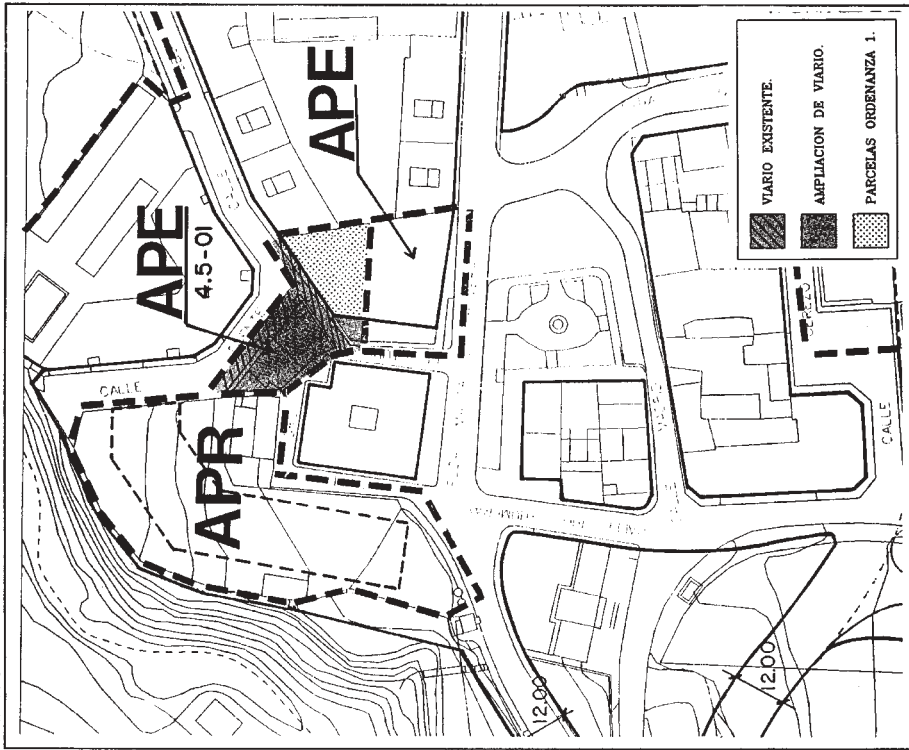 APE
4.5-01
APE
APR
CALLE
CALLE
CALLE
12.00
12.00
VIARIO EXISTENTE.
AMPLIACION DE VIARIO.
PARCELAS ORDENANZA 1.